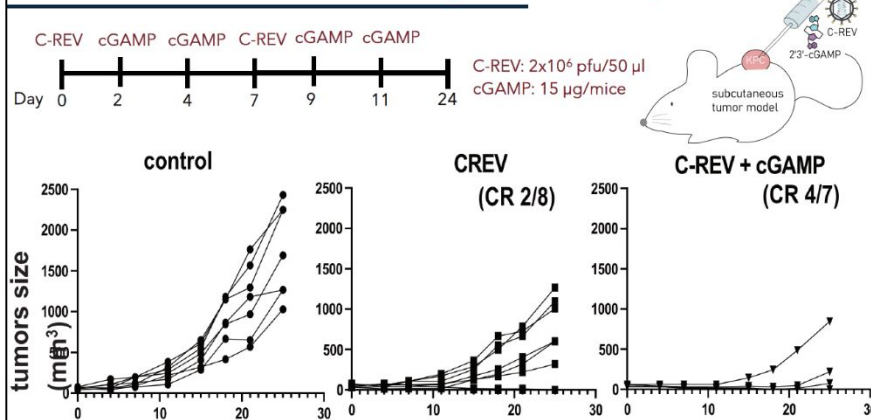 C-REV cGAMP cGAMP C-REV cGAMP cGAMP
Day 0 2 4 7 9 11 24
C-REV: 2x10⁶ pfu/50 µl
cGAMP: 15 µg/mice
C-REV
2'3'-cGAMP
KPC
subcutaneous
tumor model
control
tumors size
(mm³)
2500
2000
1500
1000
500
0
0 10 20 30
CREV
(CR 2/8)
2500
2000
1500
1000
500
0
0 10 20 30
C-REV + cGAMP
(CR 4/7)
2500
2000
1500
1000
500
0
0 10 20